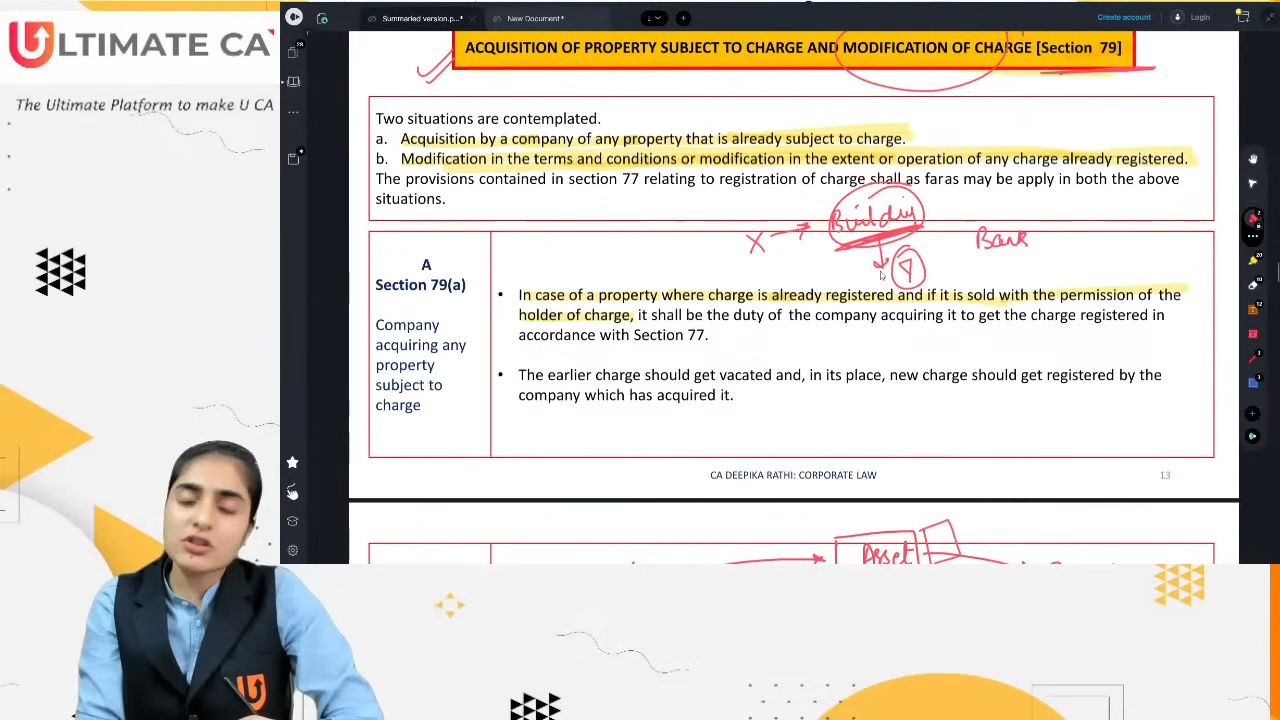 ULTIMATE CA
The Ultimate Platform to make U CA
Summaried version.p...*
New Document*
2
Create account
Login
28
ACQUISITION OF PROPERTY SUBJECT TO CHARGE AND MODIFICATION OF CHARGE [Section 79]
Two situations are contemplated.
a. Acquisition by a company of any property that is already subject to charge.
b. Modification in the terms and conditions or modification in the extent or operation of any charge already registered.
The provisions contained in section 77 relating to registration of charge shall as far as may be apply in both the above
situations.
X
Building
Bank
A
Section 79(a)
Company
acquiring any
property
subject to
charge
• In case of a property where charge is already registered and if it is sold with the permission of the
holder of charge, it shall be the duty of the company acquiring it to get the charge registered in
accordance with Section 77.
• The earlier charge should get vacated and, in its place, new charge should get registered by the
company which has acquired it.
CA DEEPIKA RATHI: CORPORATE LAW
13
Asset